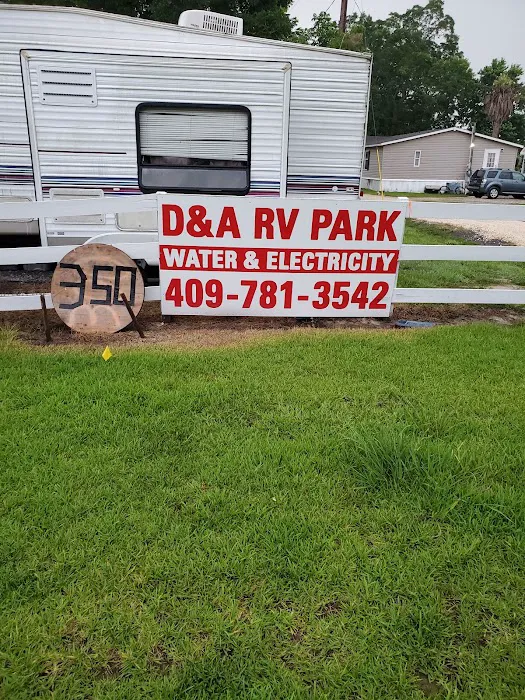 D&A RV PARK
WATER & ELECTRICITY
409-781-3542
350